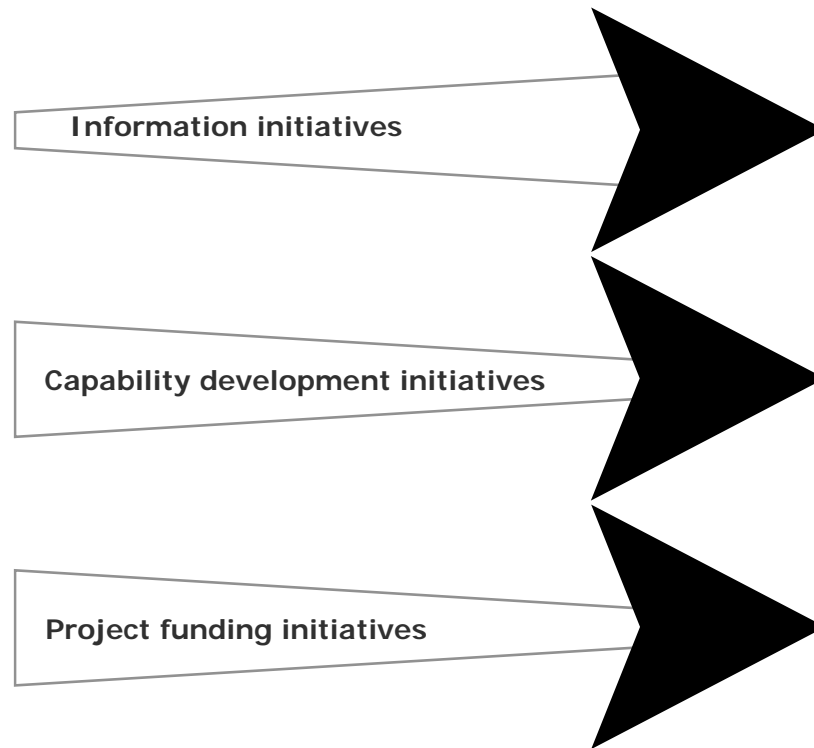 Information initiatives
Capability development initiatives
Project funding initiatives